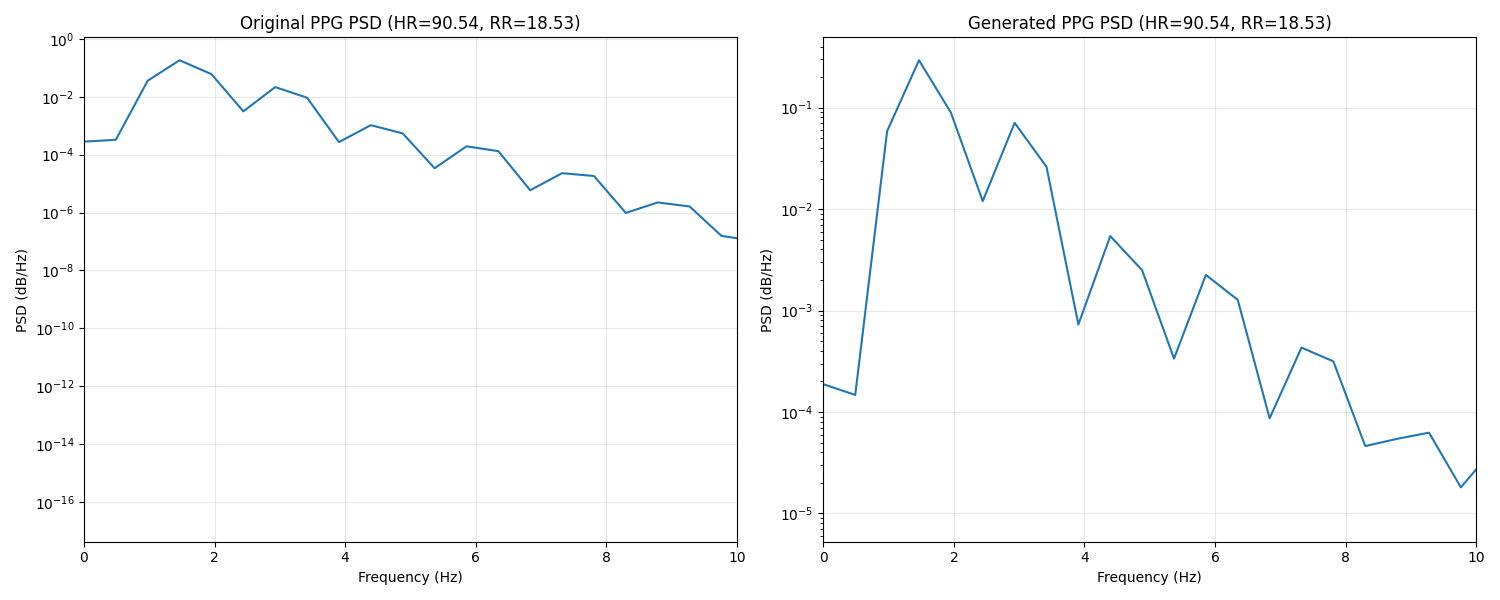 Original PPG PSD (HR=90.54, RR=18.53)
10⁰
10⁻²
10⁻⁴
10⁻⁶
10⁻⁸
10⁻¹⁰
10⁻¹²
10⁻¹⁴
10⁻¹⁶
PSD (dB/Hz)
0 2 4 6 8 10
Frequency (Hz)
Generated PPG PSD (HR=90.54, RR=18.53)
10⁻¹
10⁻²
10⁻³
10⁻⁴
10⁻⁵
PSD (dB/Hz)
0 2 4 6 8 10
Frequency (Hz)